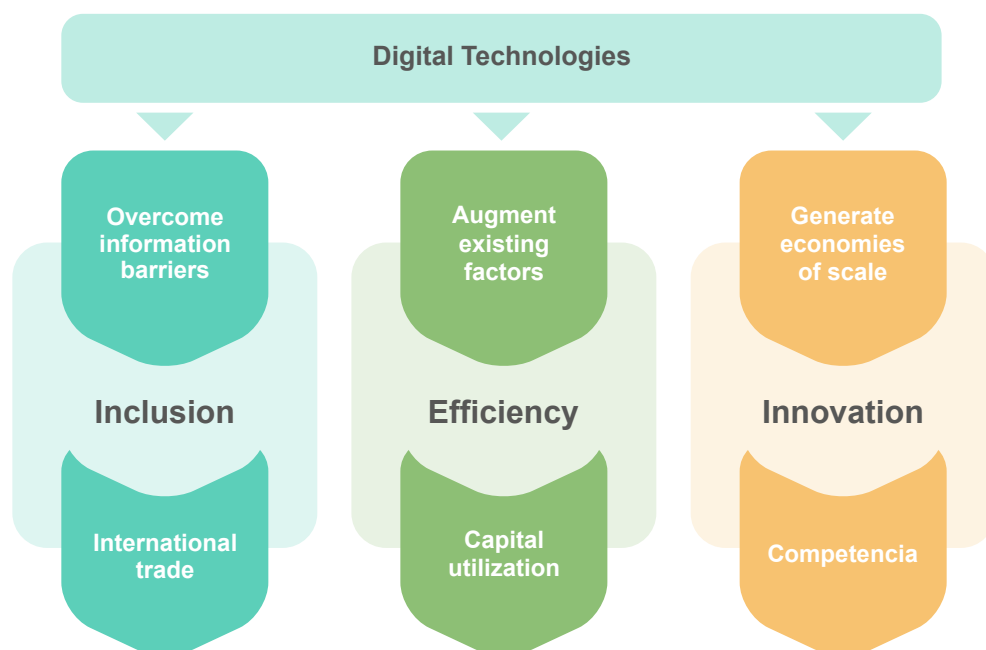 Digital Technologies
Overcome
information
barriers
Augment
existing
factors
Generate
economies
of scale
Inclusion
Efficiency
Innovation
International
trade
Capital
utilization
Competencia